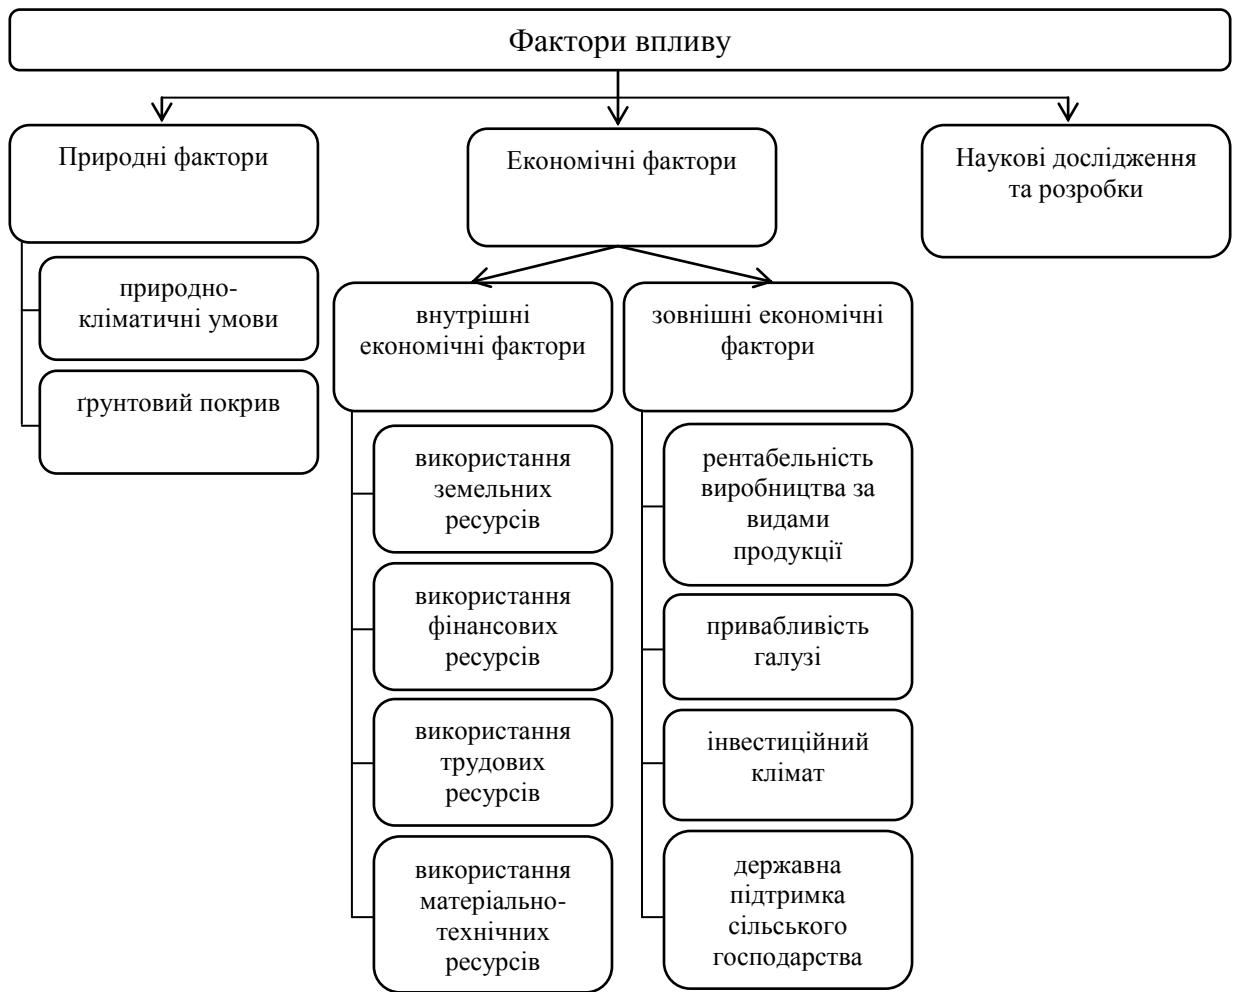 Фактори впливу
Природні фактори
Економічні фактори
Наукові дослідження
та розробки
природно-
кліматичні умови
ґрунтовий покрив
внутрішні
економічні фактори
зовнішні економічні
фактори
використання
земельних
ресурсів
використання
фінансових
ресурсів
використання
трудових
ресурсів
використання
матеріально-
технічних
ресурсів
рентабельність
виробництва за
видами
продукції
привабливість
галузі
інвестиційний
клімат
державна
підтримка
сільського
господарства